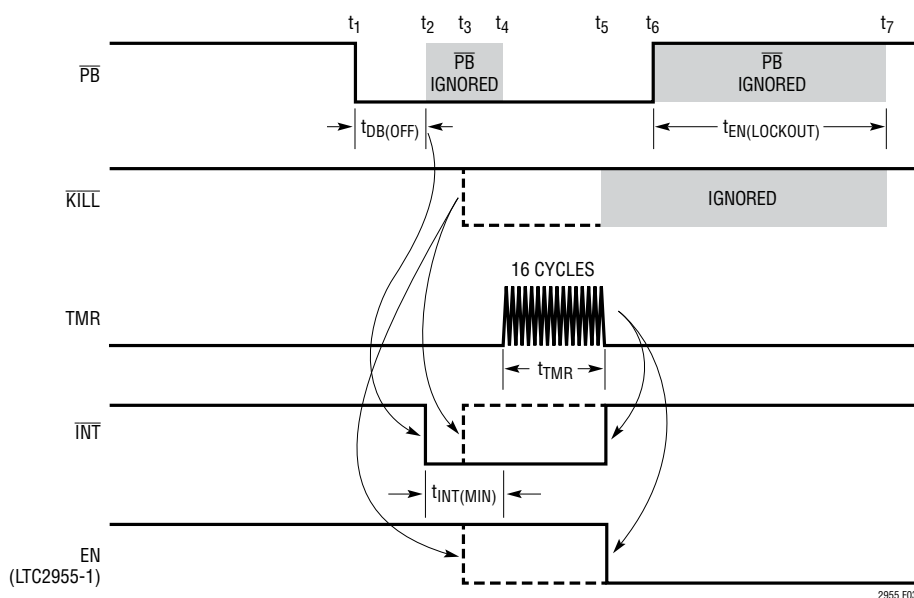 t1 t2 t3 t4 t5 t6 t7
PB
PB
IGNORED
PB
IGNORED
tDB(OFF)
tEN(LOCKOUT)
KILL
IGNORED
16 CYCLES
TMR
tTMR
INT
tINT(MIN)
EN
(LTC2955-1)
2955 F03